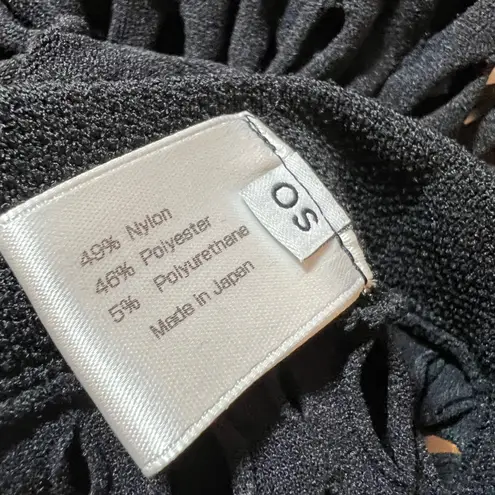 OS
49% Nylon
46% Polyester
5% Polyurethane
Made in Japan